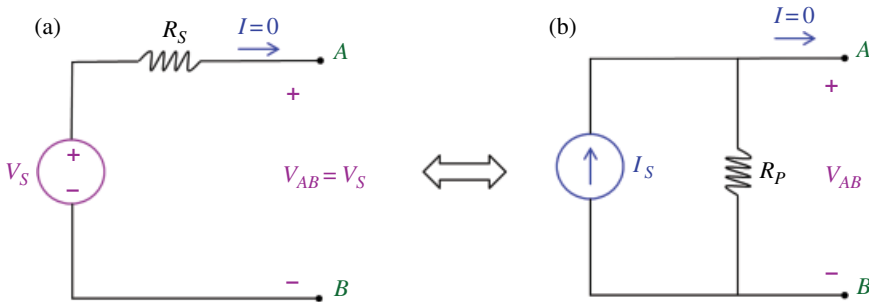 (a)
R_S
I=0
A
+
+
−
V_S
V_AB = V_S
−
B
(b)
I=0
A
+
I_S
R_P
V_AB
−
B